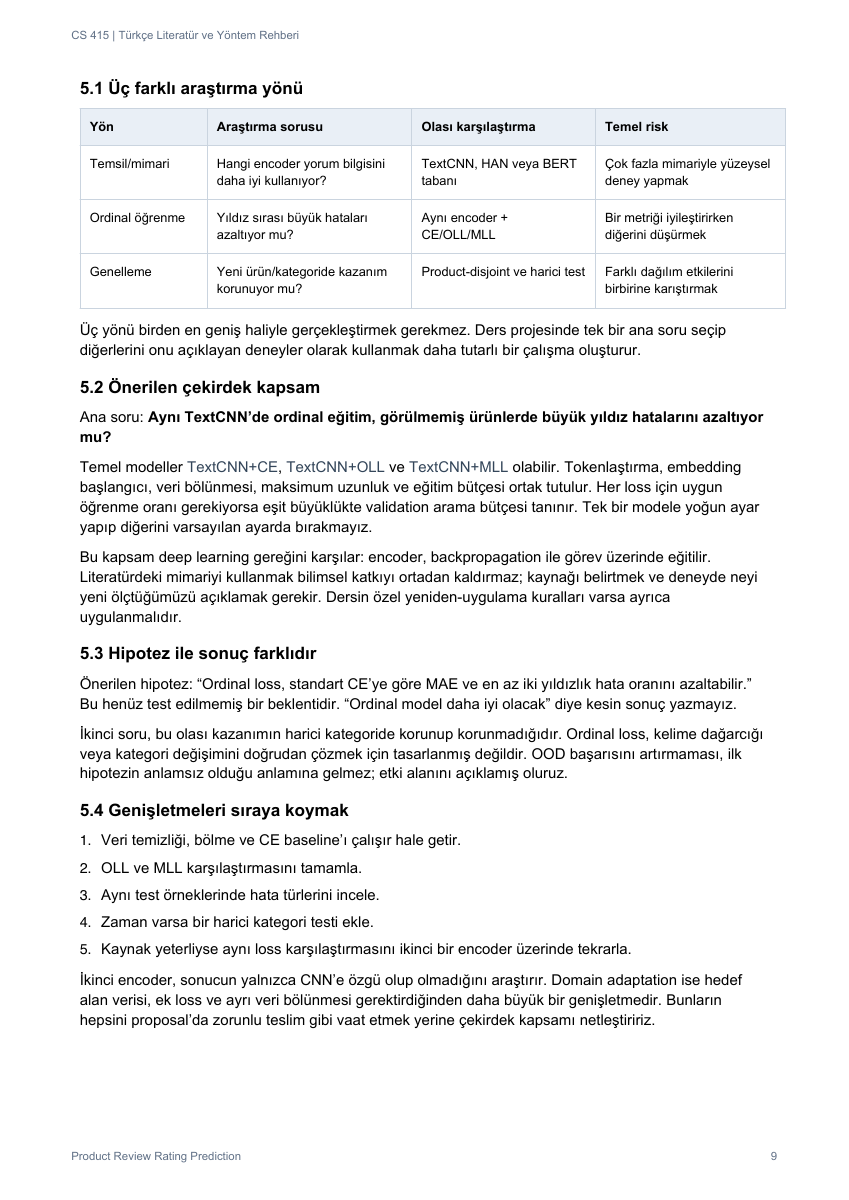 CS 415 | Türkçe Literatür ve Yöntem Rehberi
5.1 Üç farklı araştırma yönü
Yön Araştırma sorusu Olası karşılaştırma Temel risk
Temsil/mimari Hangi encoder yorum bilgisini daha iyi kullanıyor? TextCNN, HAN veya BERT tabanı Çok fazla mimariyle yüzeysel deney yapmak
Ordinal öğrenme Yıldız sırası büyük hataları azaltıyor mu? Aynı encoder + CE/OLL/MLL Bir metriği iyileştirirken diğerini düşürmek
Genelleme Yeni ürün/kategoride kazanım korunuyor mu? Product-disjoint ve harici test Farklı dağılım etkilerini birbirine karıştırmak
Üç yönü birden en geniş haliyle gerçekleştirmek gerekmez. Ders projesinde tek bir ana soru seçip
diğerlerini onu açıklayan deneyler olarak kullanmak daha tutarlı bir çalışma oluşturur.
5.2 Önerilen çekirdek kapsam
Ana soru: Aynı TextCNN’de ordinal eğitim, görülmemiş ürünlerde büyük yıldız hatalarını azaltıyor
mu?
Temel modeller TextCNN+CE, TextCNN+OLL ve TextCNN+MLL olabilir. Tokenlaştırma, embedding
başlangıcı, veri bölünmesi, maksimum uzunluk ve eğitim bütçesi ortak tutulur. Her loss için uygun
öğrenme oranı gerekiyorsa eşit büyüklükte validation arama bütçesi tanınır. Tek bir modele yoğun ayar
yapıp diğerini varsayılan ayarda bırakmayız.
Bu kapsam deep learning gereğini karşılar: encoder, backpropagation ile görev üzerinde eğitilir.
Literatürdeki mimariyi kullanmak bilimsel katkıyı ortadan kaldırmaz; kaynağı belirtmek ve deneyde neyi
yeni ölçtüğümüzü açıklamak gerekir. Dersin özel yeniden-uygulama kuralları varsa ayrıca
uygulanmalıdır.
5.3 Hipotez ile sonuç farklıdır
Önerilen hipotez: “Ordinal loss, standart CE’ye göre MAE ve en az iki yıldızlık hata oranını azaltabilir.”
Bu henüz test edilmemiş bir beklentidir. “Ordinal model daha iyi olacak” diye kesin sonuç yazmayız.
İkinci soru, bu olası kazanımın harici kategoride korunup korunmadığıdır. Ordinal loss, kelime dağarcığı
veya kategori değişimini doğrudan çözmek için tasarlanmış değildir. OOD başarısını artırmaması, ilk
hipotezin anlamsız olduğu anlamına gelmez; etki alanını açıklamış oluruz.
5.4 Genişletmeleri sıraya koymak
1. Veri temizliği, bölme ve CE baseline’ı çalışır hale getir.
2. OLL ve MLL karşılaştırmasını tamamla.
3. Aynı test örneklerinde hata türlerini incele.
4. Zaman varsa bir harici kategori testi ekle.
5. Kaynak yeterliyse aynı loss karşılaştırmasını ikinci bir encoder üzerinde tekrarla.
İkinci encoder, sonucun yalnızca CNN’e özgü olup olmadığını araştırır. Domain adaptation ise hedef
alan verisi, ek loss ve ayrı veri bölünmesi gerektirdiğinden daha büyük bir genişletmedir. Bunların
hepsini proposal’da zorunlu teslim gibi vaat etmek yerine çekirdek kapsamı netleştiririz.
Product Review Rating Prediction 9